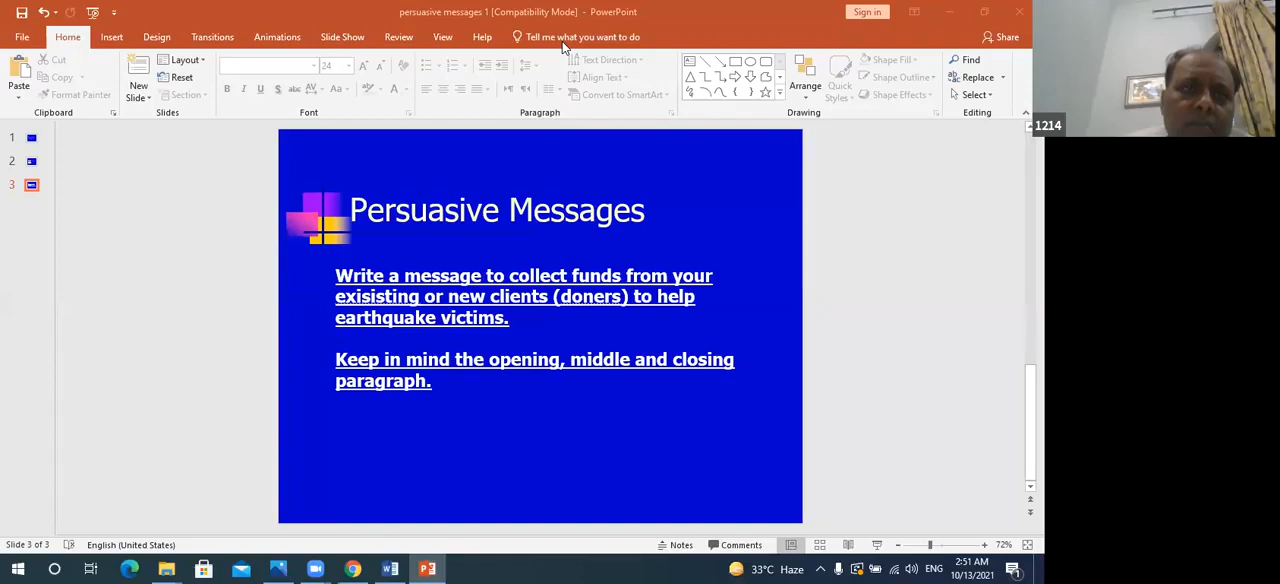 persuasive messages 1 [Compatibility Mode] - PowerPoint
Sign in
File Home Insert Design Transitions Animations Slide Show Review View Help Tell me what you want to do Share
Paste
Cut
Copy
Format Painter
Clipboard
New Slide
Layout
Reset
Section
Slides
24
Font
Text Direction
Align Text
Convert to SmartArt
Paragraph
Arrange
Quick Styles
Shape Fill
Shape Outline
Shape Effects
Drawing
Find
Replace
Select
Editing
1214
1
2
3
Persuasive Messages
Write a message to collect funds from your
exisisting or new clients (doners) to help
earthquake victims.
Keep in mind the opening, middle and closing
paragraph.
Slide 3 of 3 English (United States) Notes Comments 72%
33°C Haze ENG 2:51 AM
10/13/2021